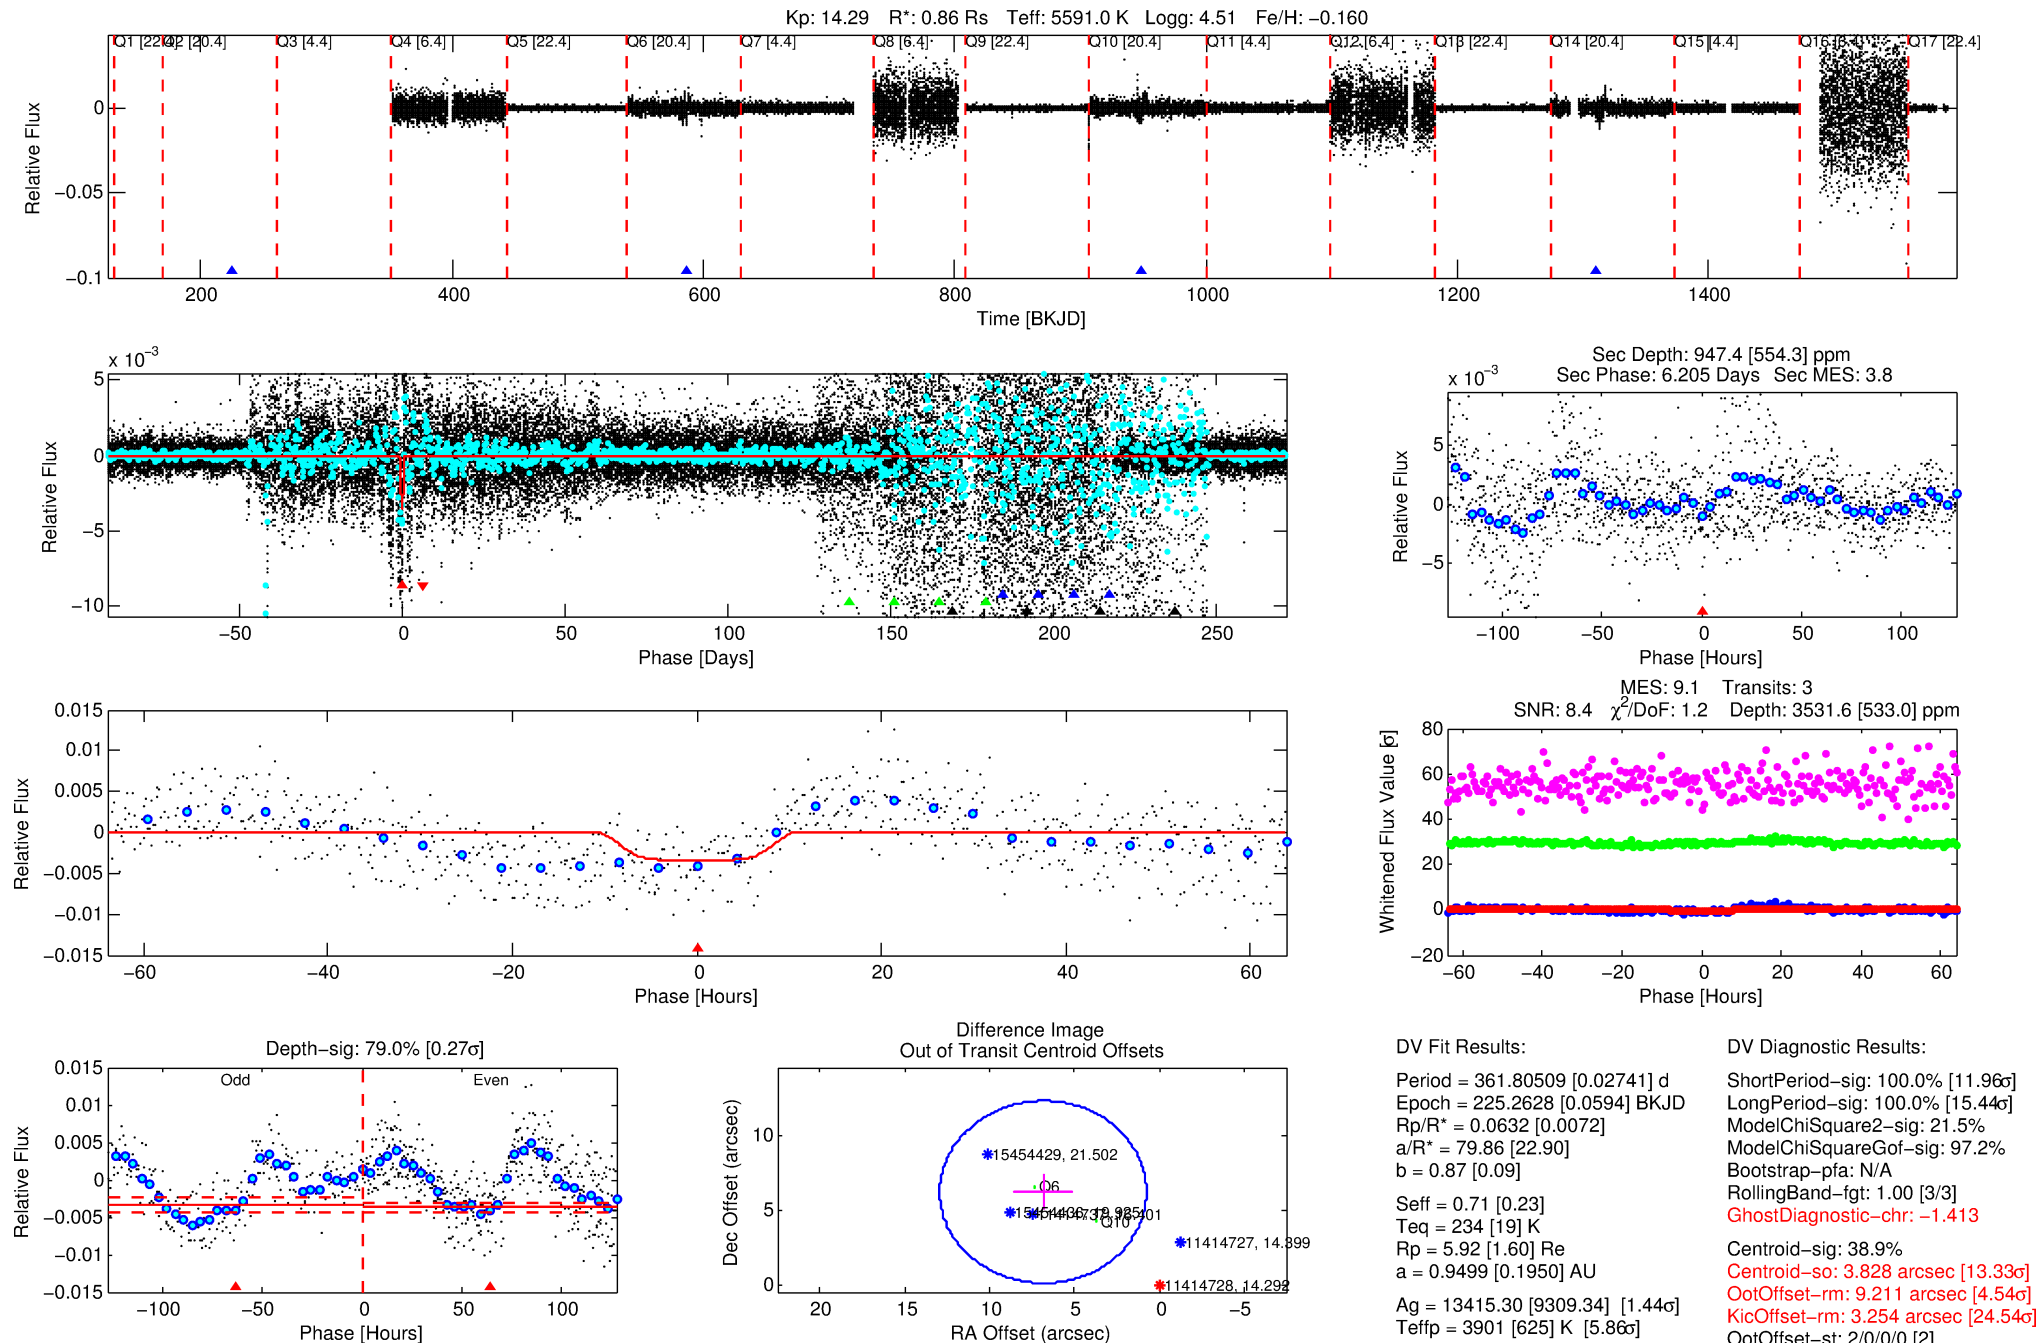 Kp: 14.29 R*: 0.86 Rs Teff: 5591.0 K Logg: 4.51 Fe/H: −0.160
Q1 [22.4] Q2 [20.4] Q3 [4.4] Q4 [6.4] Q5 [22.4] Q6 [20.4] Q7 [4.4] Q8 [6.4] Q9 [22.4] Q10 [20.4] Q11 [4.4] Q12 [6.4] Q13 [22.4] Q14 [20.4] Q15 [4.4] Q16 Q17 [22.4]
Relative Flux
0
−0.05
−0.1
200 400 600 800 1000 1200 1400
Time [BKJD]
x 10−3
Relative Flux
5
0
−5
−10
−50 0 50 100 150 200 250
Phase [Days]
Sec Depth: 947.4 [554.3] ppm
Sec Phase: 6.205 Days Sec MES: 3.8
x 10−3
Relative Flux
5
0
−5
−100 −50 0 50 100
Phase [Hours]
Relative Flux
0.015
0.01
0.005
0
−0.005
−0.01
−0.015
−60 −40 −20 0 20 40 60
Phase [Hours]
MES: 9.1 Transits: 3
SNR: 8.4 χ2/DoF: 1.2 Depth: 3531.6 [533.0] ppm
Whitened Flux Value [σ]
80
60
40
20
0
−20
−60 −40 −20 0 20 40 60
Phase [Hours]
Depth−sig: 79.0% [0.27σ]
Odd Even
Relative Flux
0.015
0.01
0.005
0
−0.005
−0.01
−0.015
−100 −50 0 50 100
Phase [Hours]
Difference Image
Out of Transit Centroid Offsets
Dec Offset (arcsec)
10
5
0
15454429, 21.502
Q6
Q10
11414727, 14.399
11414728, 14.292
20 15 10 5 0 −5
RA Offset (arcsec)
DV Fit Results:
Period = 361.80509 [0.02741] d
Epoch = 225.2628 [0.0594] BKJD
Rp/R* = 0.0632 [0.0072]
a/R* = 79.86 [22.90]
b = 0.87 [0.09]
Seff = 0.71 [0.23]
Teq = 234 [19] K
Rp = 5.92 [1.60] Re
a = 0.9499 [0.1950] AU
Ag = 13415.30 [9309.34] [1.44σ]
Teffp = 3901 [625] K [5.86σ]
DV Diagnostic Results:
ShortPeriod−sig: 100.0% [11.96σ]
LongPeriod−sig: 100.0% [15.44σ]
ModelChiSquare2−sig: 21.5%
ModelChiSquareGof−sig: 97.2%
Bootstrap−pfa: N/A
RollingBand−fgt: 1.00 [3/3]
GhostDiagnostic−chr: −1.413
Centroid−sig: 38.9%
Centroid−so: 3.828 arcsec [13.33σ]
OotOffset−rm: 9.211 arcsec [4.54σ]
KicOffset−rm: 3.254 arcsec [24.54σ]
OotOffset−st: 2/0/0/0 [2]